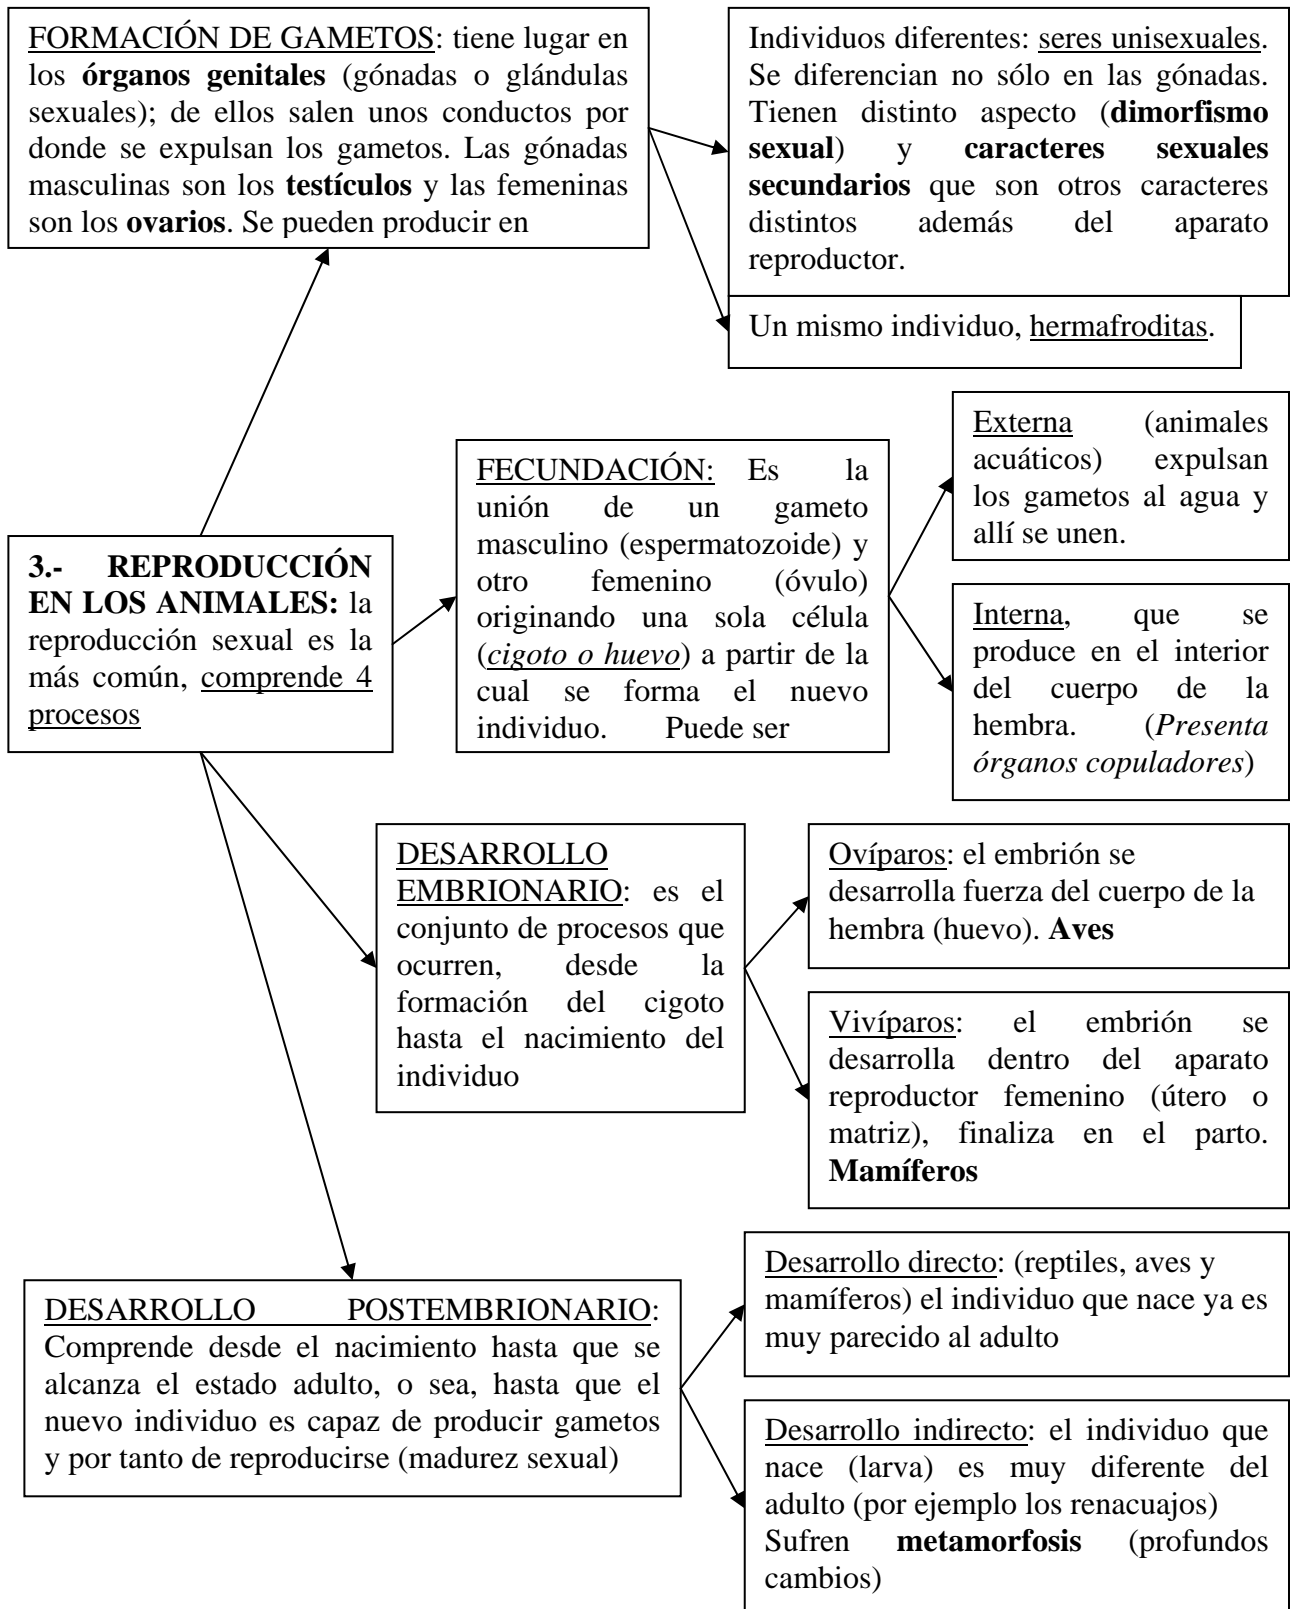 FORMACIÓN DE GAMETOS: tiene lugar en
los órganos genitales (gónadas o glándulas
sexuales); de ellos salen unos conductos por
donde se expulsan los gametos. Las gónadas
masculinas son los testículos y las femeninas
son los ovarios. Se pueden producir en
Individuos diferentes: seres unisexuales.
Se diferencian no sólo en las gónadas.
Tienen distinto aspecto (dimorfismo
sexual) y caracteres sexuales
secundarios que son otros caracteres
distintos además del aparato
reproductor.
Un mismo individuo, hermafroditas.
3.- REPRODUCCIÓN
EN LOS ANIMALES: la
reproducción sexual es la
más común, comprende 4
procesos
FECUNDACIÓN: Es la
unión de un gameto
masculino (espermatozoide) y
otro femenino (óvulo)
originando una sola célula
(cigoto o huevo) a partir de la
cual se forma el nuevo
individuo. Puede ser
Externa (animales
acuáticos) expulsan
los gametos al agua y
allí se unen.
Interna, que se
produce en el interior
del cuerpo de la
hembra. (Presenta
órganos copuladores)
DESARROLLO
EMBRIONARIO: es el
conjunto de procesos que
ocurren, desde la
formación del cigoto
hasta el nacimiento del
individuo
Ovíparos: el embrión se
desarrolla fuerza del cuerpo de la
hembra (huevo). Aves
Vivíparos: el embrión se
desarrolla dentro del aparato
reproductor femenino (útero o
matriz), finaliza en el parto.
Mamíferos
DESARROLLO POSTEMBRIONARIO:
Comprende desde el nacimiento hasta que se
alcanza el estado adulto, o sea, hasta que el
nuevo individuo es capaz de producir gametos
y por tanto de reproducirse (madurez sexual)
Desarrollo directo: (reptiles, aves y
mamíferos) el individuo que nace ya es
muy parecido al adulto
Desarrollo indirecto: el individuo que
nace (larva) es muy diferente del
adulto (por ejemplo los renacuajos)
Sufren metamorfosis (profundos
cambios)